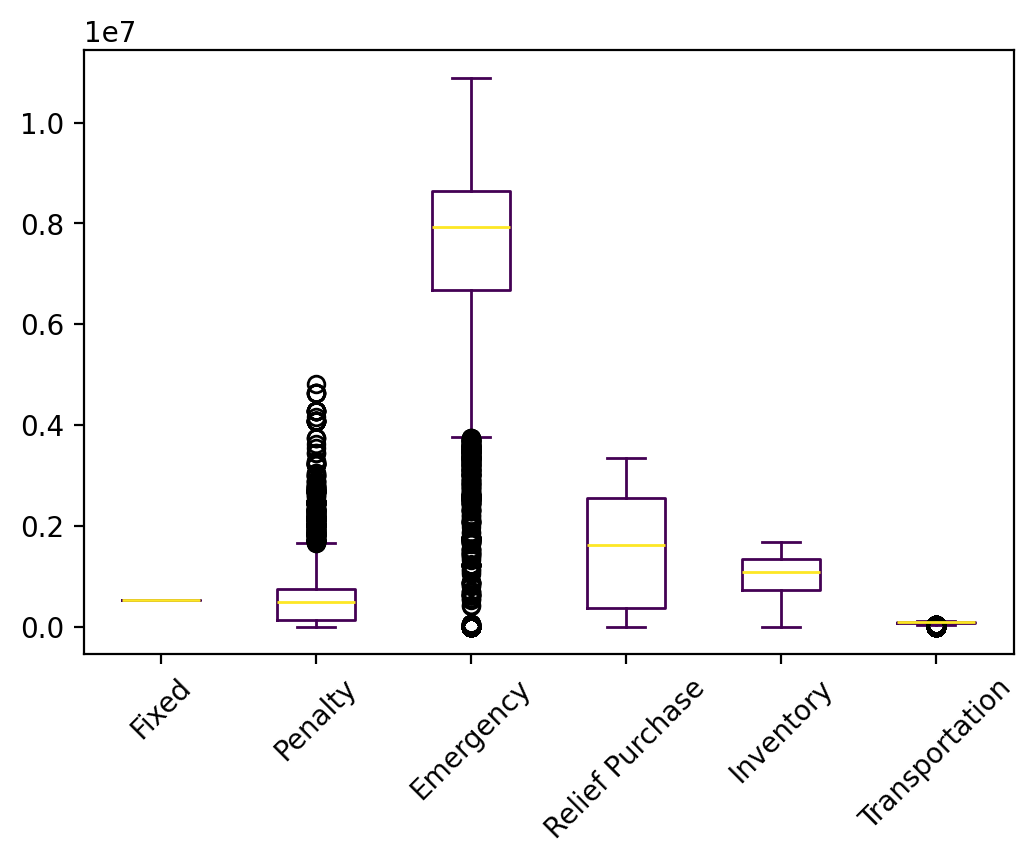 1e7
1.0
0.8
0.6
0.4
0.2
0.0
Fixed
Penalty
Emergency
Relief Purchase
Inventory
Transportation